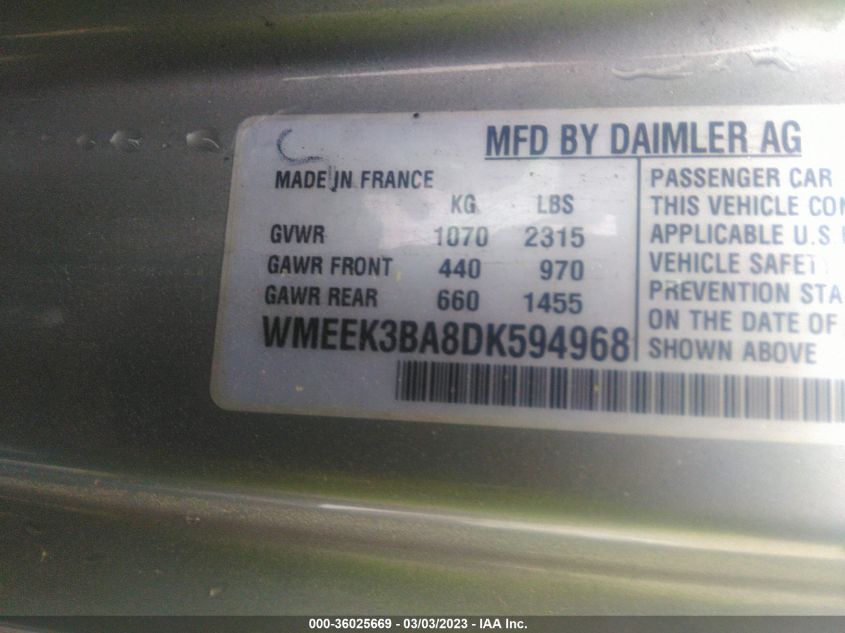 MFD BY DAIMLER AG
MADE IN FRANCE
KG LBS
GVWR 1070 2315
GAWR FRONT 440 970
GAWR REAR 660 1455
WMEEK3BA8DK594968
PASSENGER CAR
THIS VEHICLE CON
APPLICABLE U.S
VEHICLE SAFETY
PREVENTION STA
ON THE DATE OF
SHOWN ABOVE
000-36025669 - 03/03/2023 - IAA Inc.